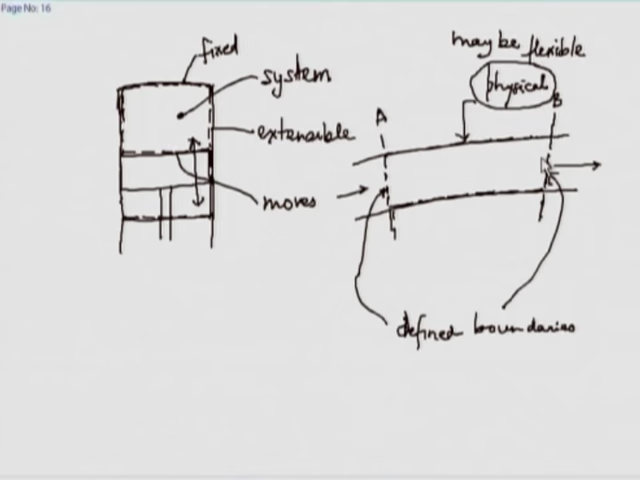 Page No: 16
fixed
system
extensible
moves
may be flexible
physical
A
B
defined boundaries